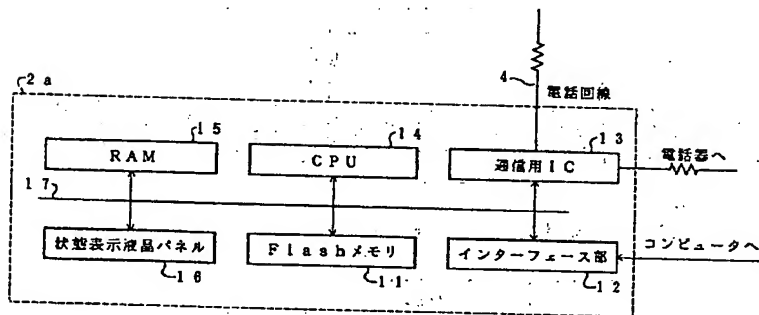 4
電話回線
2a
15
14
13
RAM
CPU
通信用IC
電話器へ
17
状態表示液晶パネル
Flashメモリ
インターフェース部
コンピュータへ
16
11
12